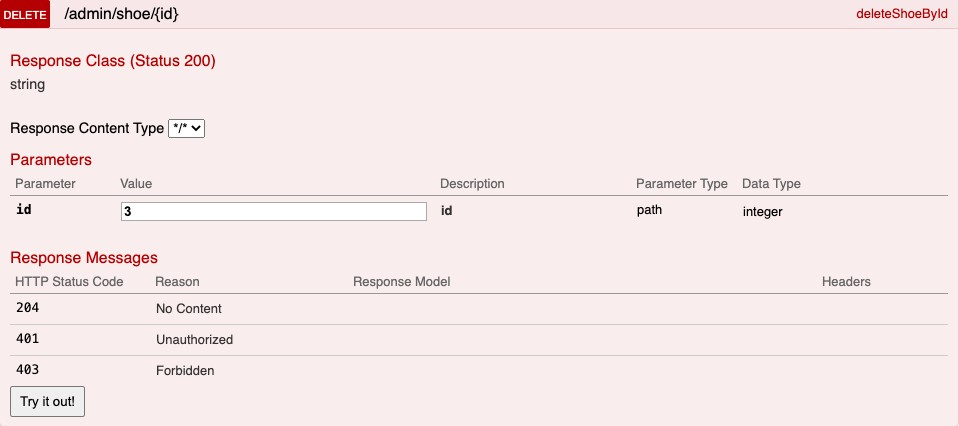 DELETE /admin/shoe/{id} deleteShoeById
Response Class (Status 200)
string
Response Content Type */*
Parameters
Parameter Value Description Parameter Type Data Type
id 3 id path integer
Response Messages
HTTP Status Code Reason Response Model Headers
204 No Content
401 Unauthorized
403 Forbidden
Try it out!